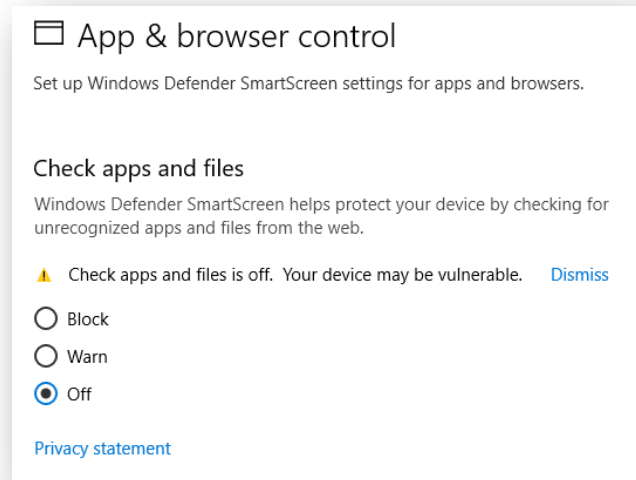 App & browser control
Set up Windows Defender SmartScreen settings for apps and browsers.
Check apps and files
Windows Defender SmartScreen helps protect your device by checking for
unrecognized apps and files from the web.
Check apps and files is off.  Your device may be vulnerable. Dismiss
Block
Warn
Off
Privacy statement